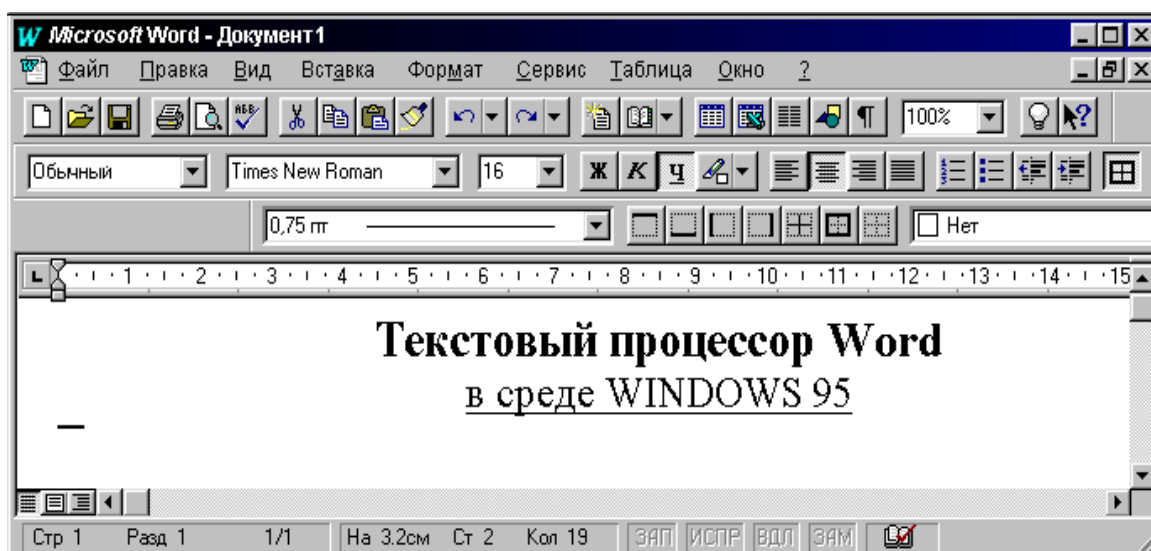 Microsoft Word - Документ1
Файл Правка Вид Вставка Формат Сервис Таблица Окно ?
100%
Обычный Times New Roman 16 Ж К Ч
0,75 пт Нет
1 2 3 4 5 6 7 8 9 10 11 12 13 14 15
Текстовый процессор Word
в среде WINDOWS 95
Стр 1 Разд 1 1/1 На 3.2см Ст 2 Кол 19 ЗАП ИСПР ВДЛ ЗАМ